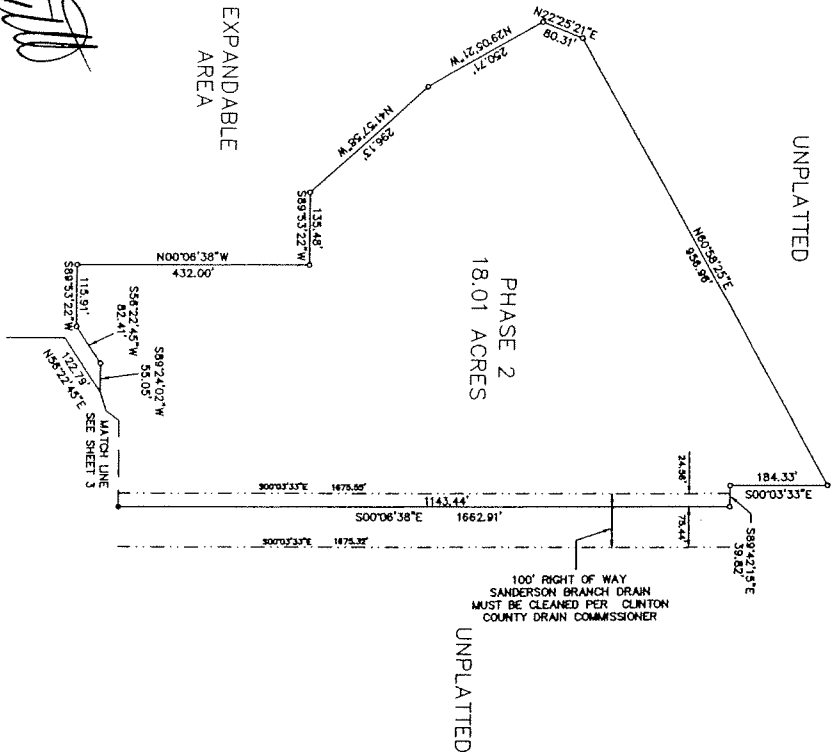 EXPANDABLE
AREA
N22°25'21"E
80.31'
N29°05'21"W
250.71'
N41°57'58"W
296.13'
UNPLATTED
N60°58'25"E
956.96'
135.48'
S89°53'22"W
N00°06'38"W
432.00'
PHASE 2
18.01 ACRES
115.91'
S89°53'22"W
S56°22'45"W
82.41'
S89°24'02"W
55.05'
122.79'
N56°22'45"E
MATCH LINE
SEE SHEET 3
184.33'
S00°03'33"E
24.56'
S00°03'33"E 1675.55'
1143.44'
S00°06'38"E 1662.91'
75.44'
S00°03'33"E 1675.32'
S89°42'15"E
39.82'
100' RIGHT OF WAY
SANDERSON BRANCH DRAIN
MUST BE CLEANED PER CLINTON
COUNTY DRAIN COMMISSIONER
UNPLATTED